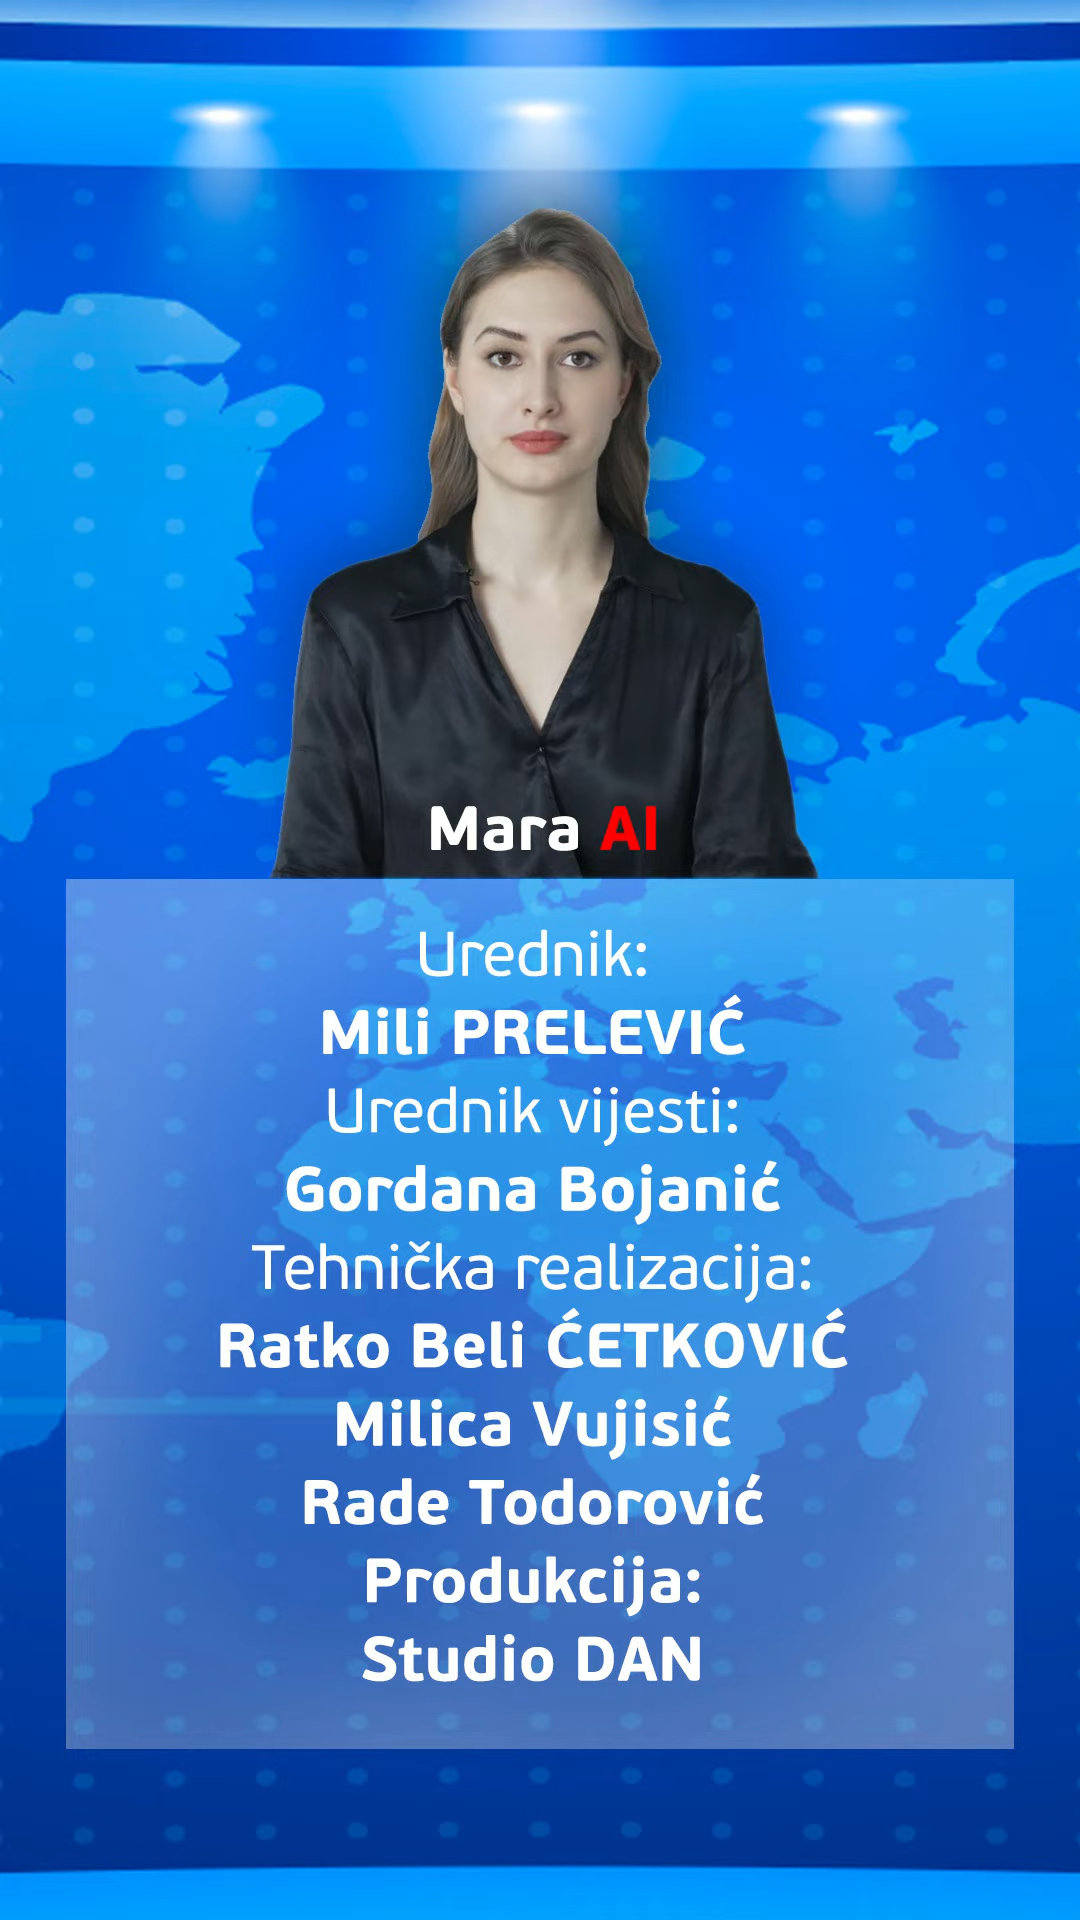 Mara AI
Urednik:
Mili PRELEVIĆ
Urednik vijesti:
Gordana Bojanić
Tehnička realizacija:
Ratko Beli ĆETKOVIĆ
Milica Vujisić
Rade Todorović
Produkcija:
Studio DAN